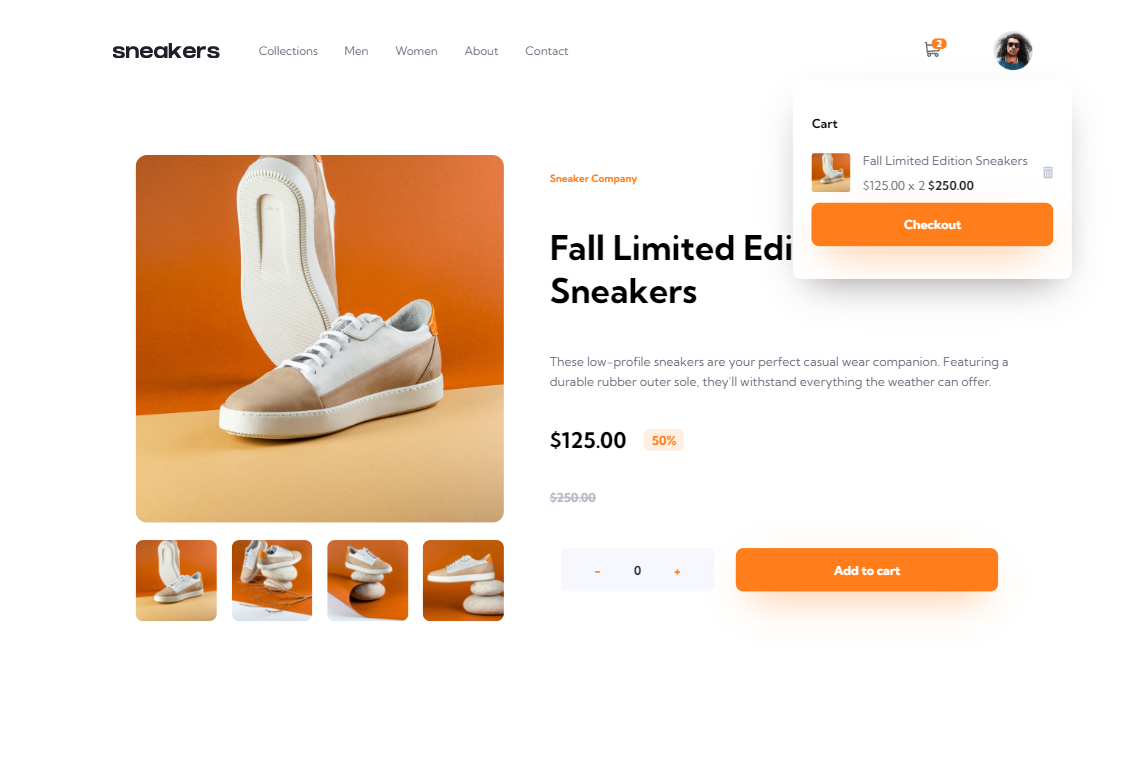 sneakers
Collections
Men
Women
About
Contact
2
Cart
Fall Limited Edition Sneakers
$125.00 x 2 $250.00
Checkout
Sneaker Company
Fall Limited Edi
Sneakers
These low-profile sneakers are your perfect casual wear companion. Featuring a
durable rubber outer sole, they'll withstand everything the weather can offer.
$125.00 50%
$250.00
- 0 +
Add to cart